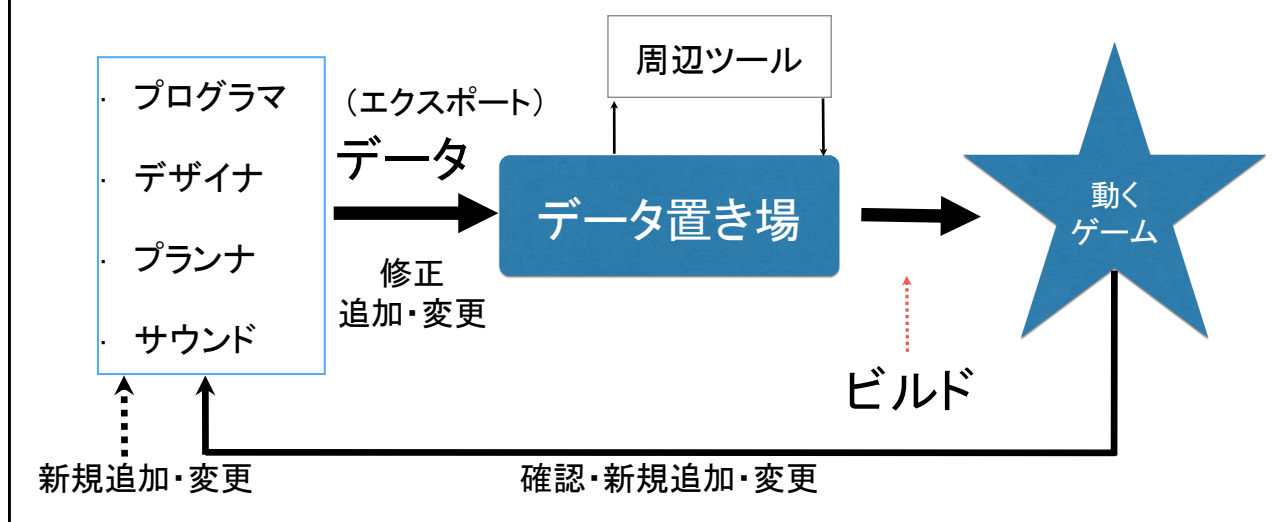 周辺ツール
・ プログラマ
・ デザイナ
・ プランナ
・ サウンド
（エクスポート）
データ
修正
追加・変更
データ置き場
動く
ゲーム
ビルド
新規追加・変更
確認・新規追加・変更